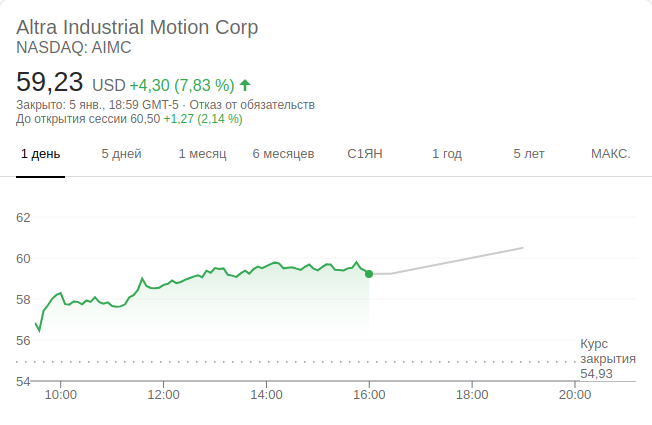 Altra Industrial Motion Corp
NASDAQ: AIMC
59,23 USD +4,30 (7,83 %)
Закрыто: 5 янв., 18:59 GMT-5 · Отказ от обязательств
До открытия сессии 60,50 +1,27 (2,14 %)
1 день 5 дней 1 месяц 6 месяцев С1ЯН 1 год 5 лет МАКС.
62
60
58
56
Курс
закрытия
54,93
54
10:00 12:00 14:00 16:00 18:00 20:00